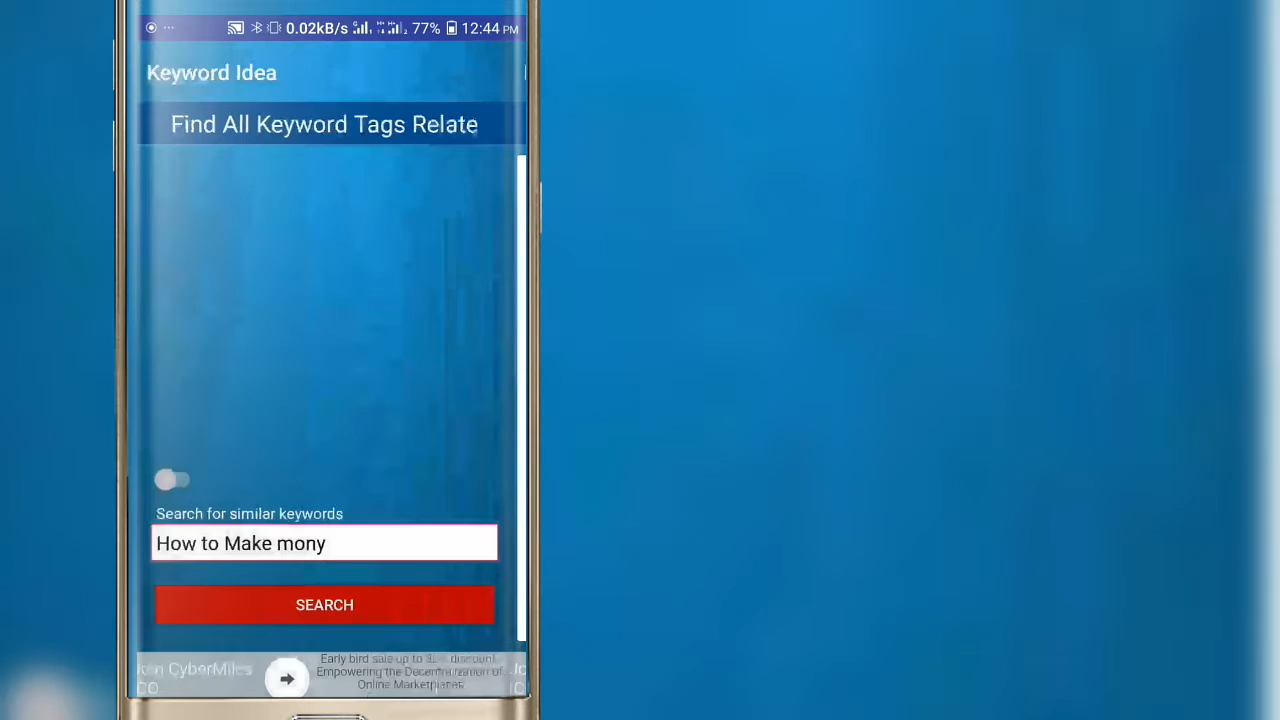 0.02kB/s 77% 12:44 PM
Keyword Idea
Find All Keyword Tags Relate
Search for similar keywords
How to Make mony
SEARCH
Early bird sale up to discount.
CyberMiles
Empowering the Decentralization of
Online Marketplaces